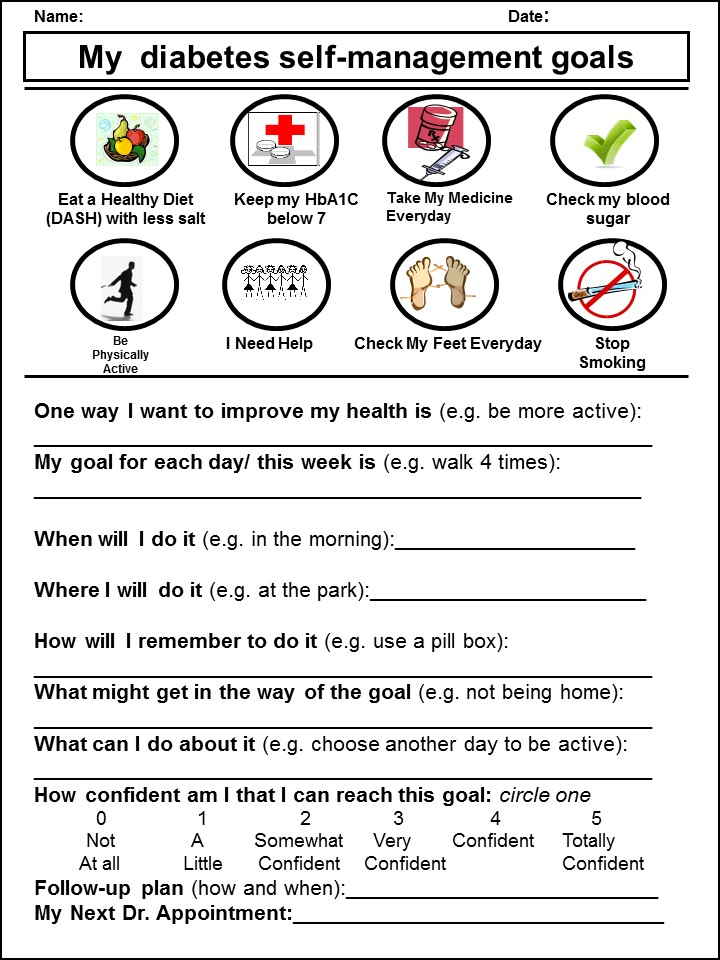 Name: Date:
My diabetes self-management goals
Rx
Eat a Healthy Diet
(DASH) with less salt
Keep my HbA1C
below 7
Take My Medicine
Everyday
Check my blood
sugar
Be
Physically
Active
I Need Help
Check My Feet Everyday
Stop
Smoking
One way I want to improve my health is (e.g. be more active):
My goal for each day/ this week is (e.g. walk 4 times):
When will I do it (e.g. in the morning):
Where I will do it (e.g. at the park):
How will I remember to do it (e.g. use a pill box):
What might get in the way of the goal (e.g. not being home):
What can I do about it (e.g. choose another day to be active):
How confident am I that I can reach this goal: circle one
0 1 2 3 4 5
Not A Somewhat Very Confident Totally
At all Little Confident Confident Confident
Follow-up plan (how and when):
My Next Dr. Appointment: